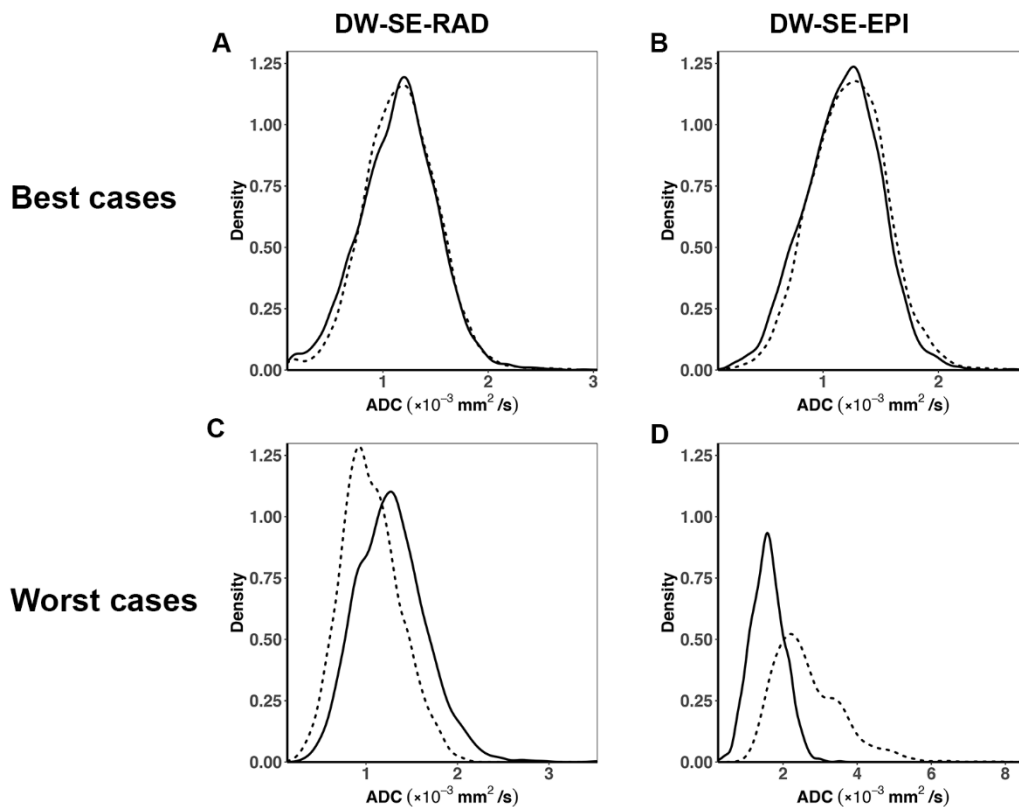 DW-SE-RAD
DW-SE-EPI
Best cases
A
1.25
1.00
0.75
0.50
0.25
0.00
Density
1
2
3
ADC (×10⁻³ mm² /s)
B
1.25
1.00
0.75
0.50
0.25
0.00
Density
1
2
ADC (×10⁻³ mm² /s)
Worst cases
C
1.25
1.00
0.75
0.50
0.25
0.00
Density
1
2
3
ADC (×10⁻³ mm² /s)
D
1.25
1.00
0.75
0.50
0.25
0.00
Density
2
4
6
8
ADC (×10⁻³ mm² /s)